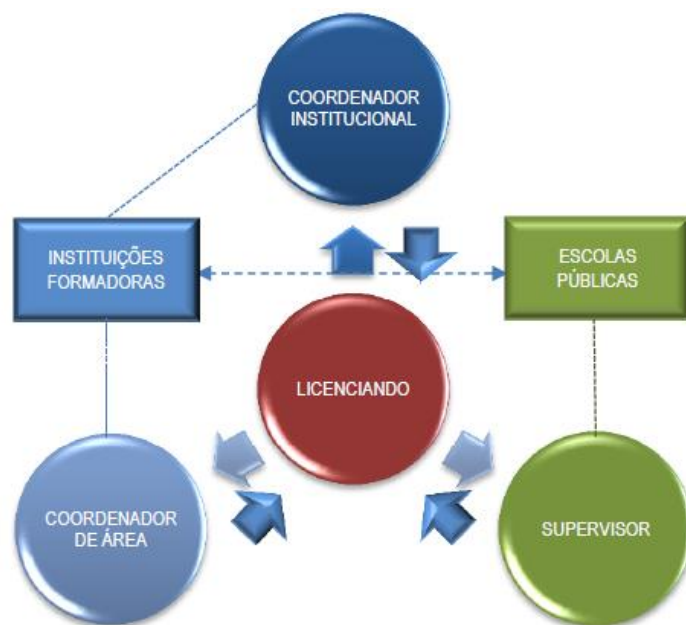 COORDENADOR
INSTITUCIONAL
INSTITUIÇÕES
FORMADORAS
ESCOLAS
PÚBLICAS
LICENCIANDO
COORDENADOR
DE ÁREA
SUPERVISOR